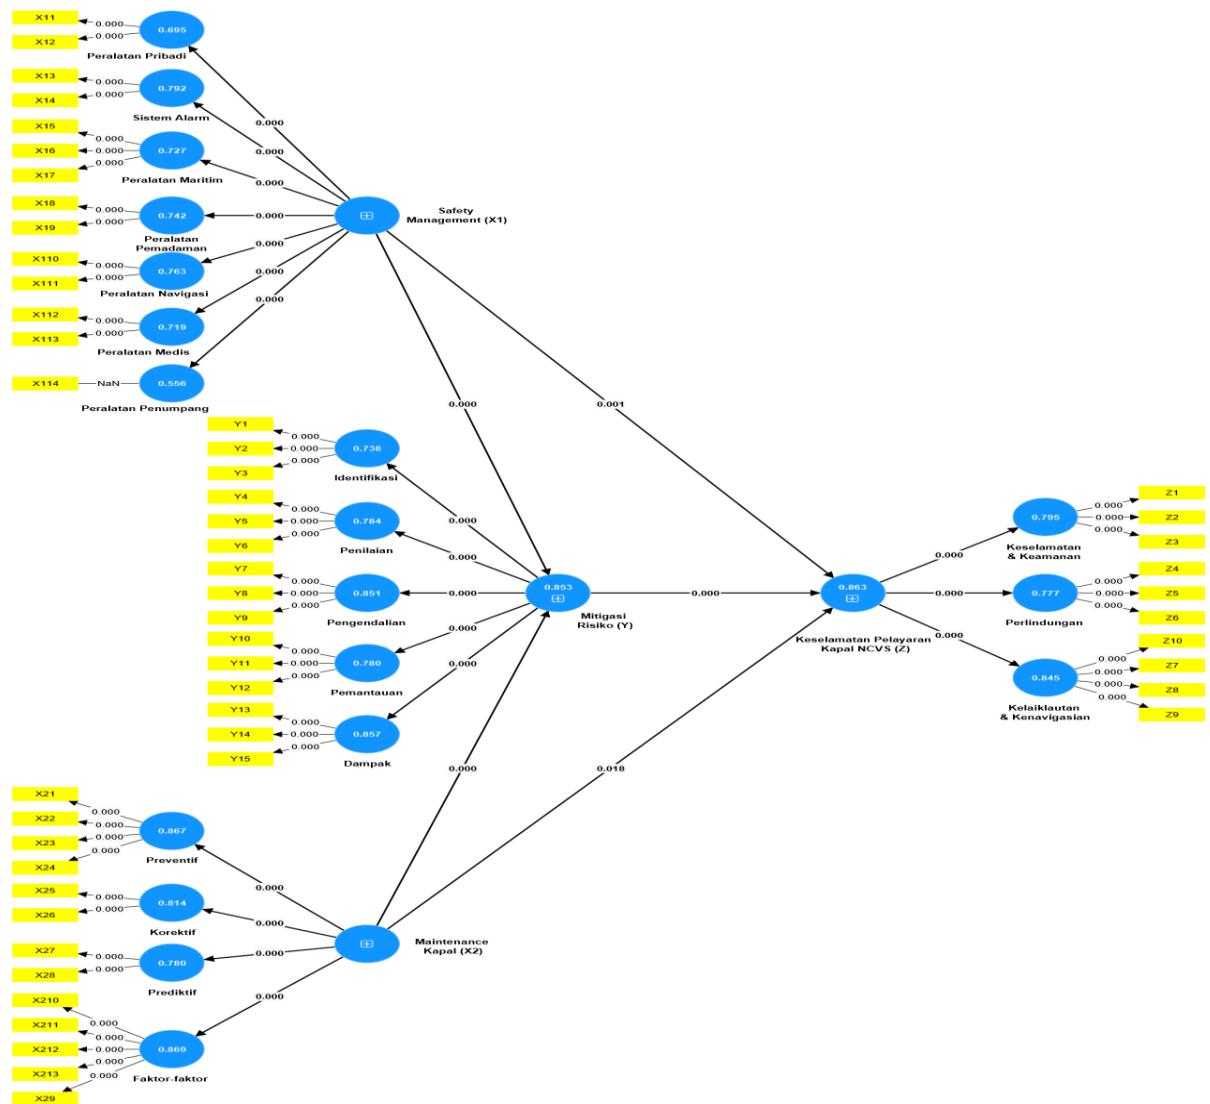 X11
0.000
0.000
X12
0.695
Peralatan Pribadi
X13
0.000
0.000
X14
0.792
Sistem Alarm
X15
0.000
X16
0.000
0.000
X17
0.727
Peralatan Maritim
X18
0.000
0.000
X19
0.742
Peralatan
Pemadaman
X110
0.000
0.000
X111
0.763
Peralatan Navigasi
X112
0.000
0.000
X113
0.719
Peralatan Medis
X114
NaN
0.556
Peralatan Penumpang
0.000
0.000
0.000
0.000
0.000
0.000
0.000
Safety
Management (X1)
0.000
0.001
Y1
0.000
Y2
0.000
0.000
Y3
0.738
Identifikasi
Y4
0.000
Y5
0.000
0.000
Y6
0.784
Penilaian
Y7
0.000
Y8
0.000
0.000
Y9
0.851
Pengendalian
Y10
0.000
Y11
0.000
0.000
Y12
0.780
Pemantauan
Y13
0.000
Y14
0.000
0.000
Y15
0.857
Dampak
0.000
0.000
0.000
0.000
0.000
0.853
Mitigasi
Risiko (Y)
0.000
0.863
Keselamatan Pelayaran
Kapal NCVS (Z)
0.000
0.000
0.000
0.795
Keselamatan
& Keamanan
0.000
0.000
0.000
Z1
Z2
Z3
0.777
Perlindungan
0.000
0.000
0.000
Z4
Z5
Z6
0.845
Kelaiklautan
& Kenavigasian
0.000
0.000
0.000
0.000
Z10
Z7
Z8
Z9
0.000
0.018
X21
0.000
X22
0.000
X23
0.000
0.000
X24
0.867
Preventif
X25
0.000
0.000
X26
0.814
Korektif
X27
0.000
0.000
X28
0.780
Prediktif
X210
0.000
X211
0.000
X212
0.000
X213
0.000
0.000
X29
0.869
Faktor-faktor
0.000
0.000
0.000
0.000
Maintenance
Kapal (X2)